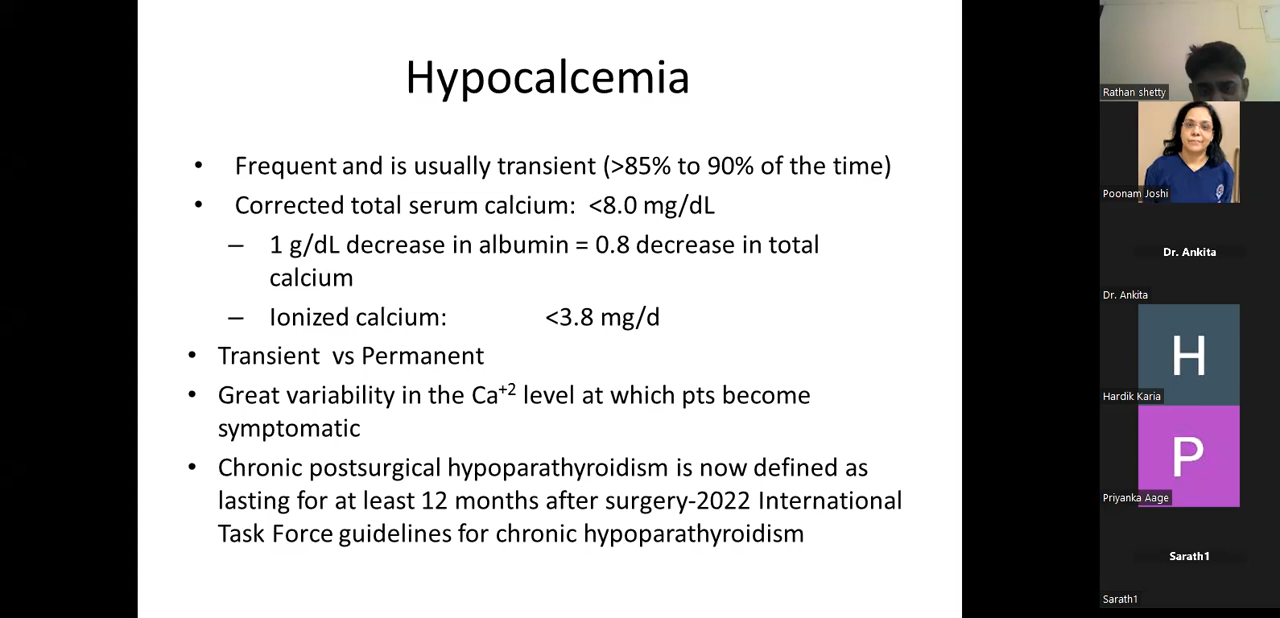 Hypocalcemia
• Frequent and is usually transient (>85% to 90% of the time)
• Corrected total serum calcium: <8.0 mg/dL
– 1 g/dL decrease in albumin = 0.8 decrease in total
calcium
– Ionized calcium: <3.8 mg/d
• Transient vs Permanent
• Great variability in the Ca⁺² level at which pts become
symptomatic
• Chronic postsurgical hypoparathyroidism is now defined as
lasting for at least 12 months after surgery-2022 International
Task Force guidelines for chronic hypoparathyroidism
Rathan shetty
Poonam Joshi
Dr. Ankita
Dr. Ankita
H
Hardik Karia
P
Priyanka Aage
Sarath1
Sarath1